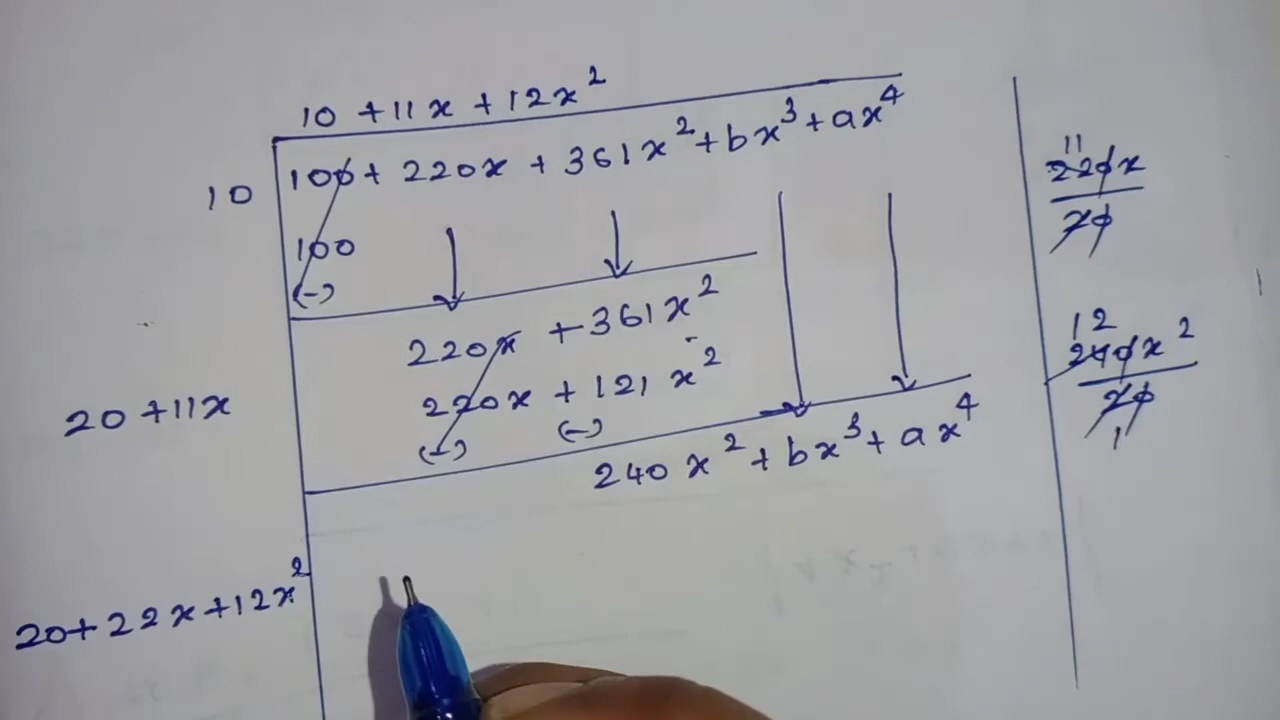 10 + 11x + 12x²
10 100 + 220x + 361x² + bx³ + ax⁴
100
(-)
220x + 361x²
20 + 11x 220x + 121x²
(-) (-)
240x² + bx³ + ax⁴
20 + 22x + 12x²
11
220x
20
12
240x²
20
1